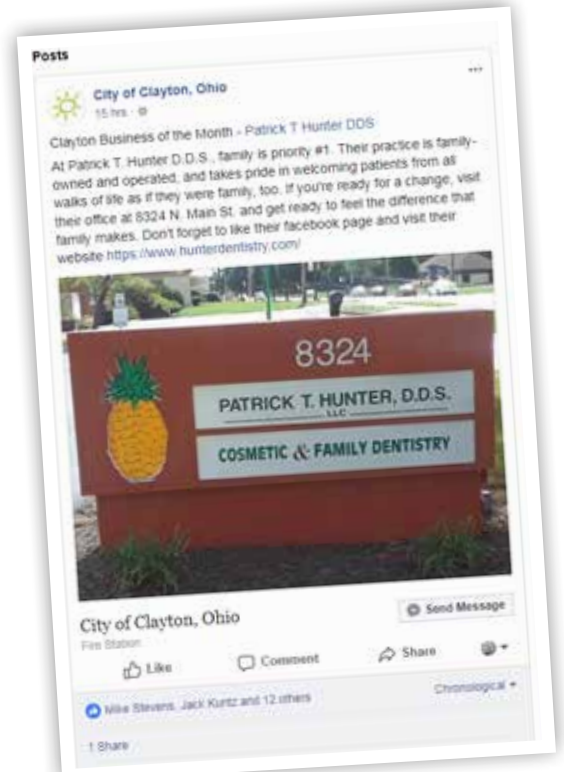 Posts
City of Clayton, Ohio
15 hrs ·
Clayton Business of the Month - Patrick T Hunter DDS
At Patrick T. Hunter D.D.S., family is priority #1. Their practice is family-
owned and operated, and takes pride in welcoming patients from all
walks of life as if they were family, too. If you're ready for a change, visit
their office at 8324 N. Main St. and get ready to feel the difference that
family makes. Don't forget to like their facebook page and visit their
website https://www.hunterdentistry.com/
8324
PATRICK T. HUNTER, D.D.S.
LLC
COSMETIC & FAMILY DENTISTRY
City of Clayton, Ohio
Send Message
Fire Station
Like
Comment
Share
Mike Stevens, Jack Kuntz and 12 others
Chronological
1 Share